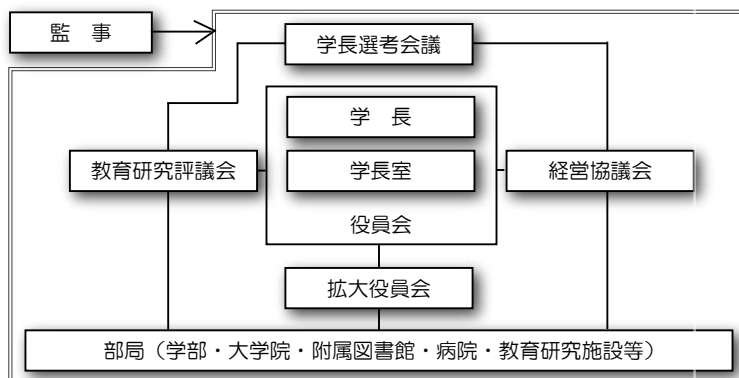 監　事
学長選考会議
学　長
教育研究評議会
学長室
経営協議会
役員会
拡大役員会
部局（学部・大学院・附属図書館・病院・教育研究施設等）